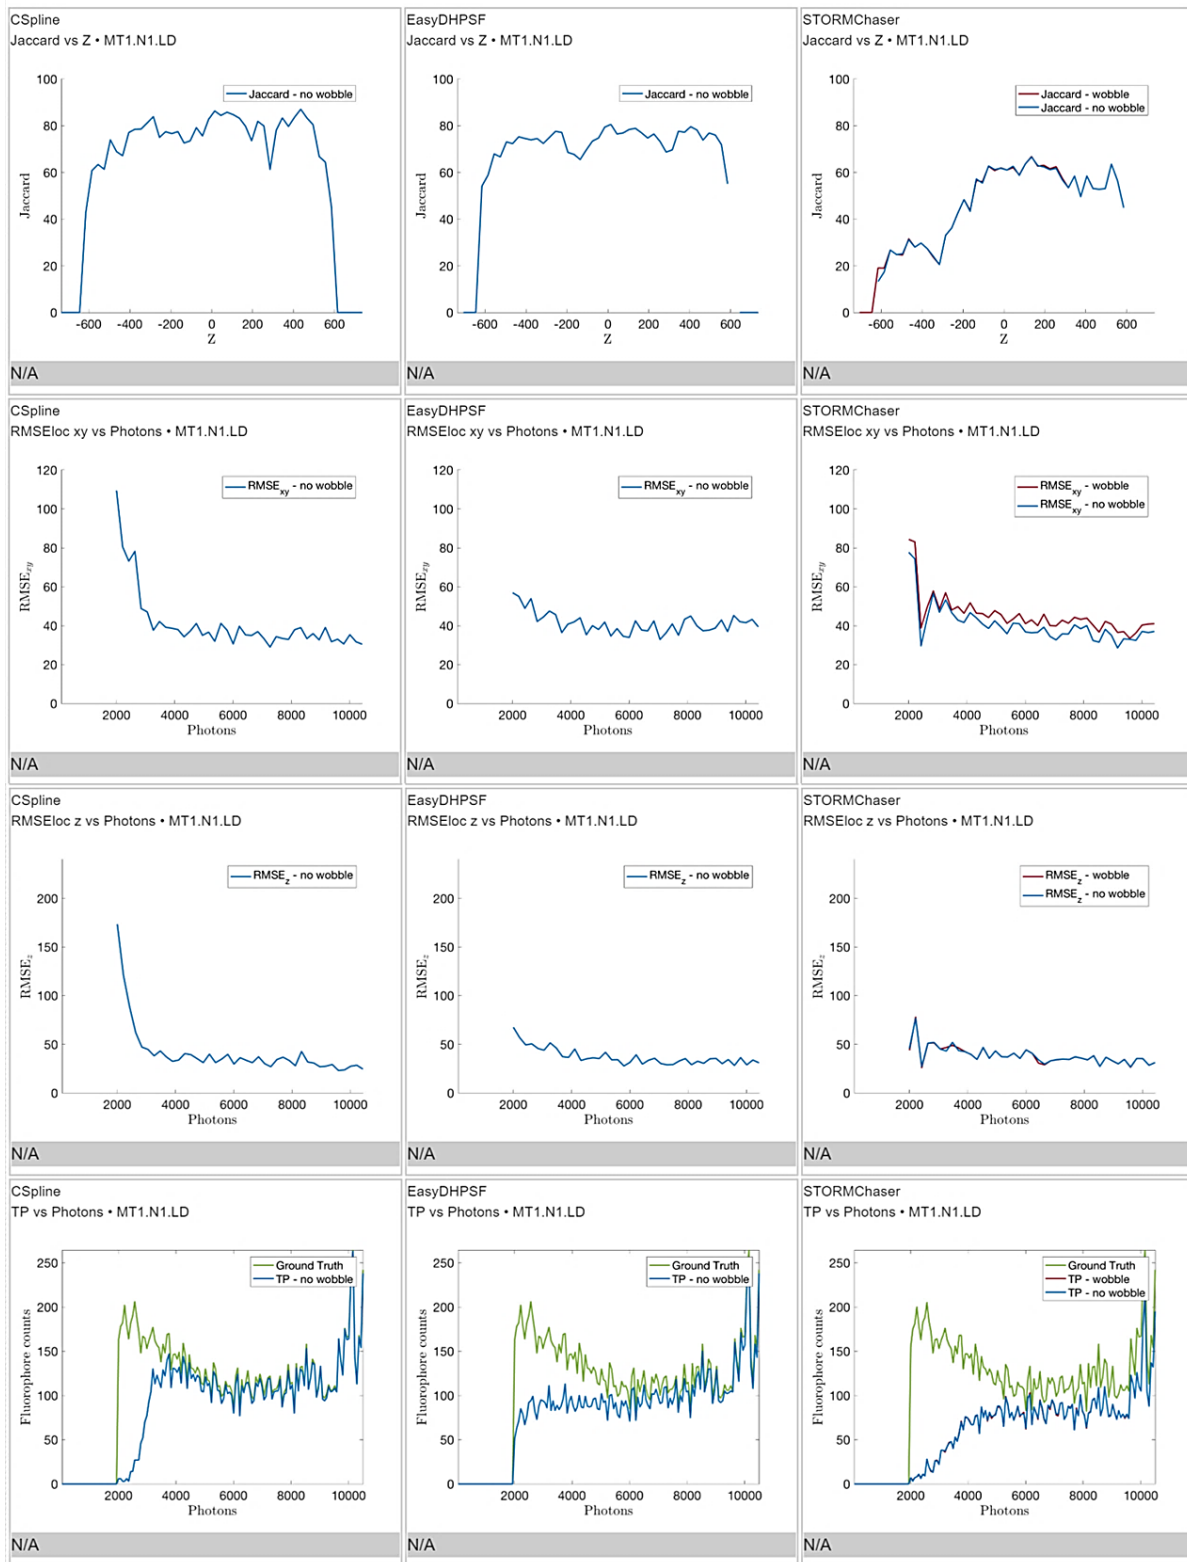 CSpline
Jaccard vs Z • MT1.N1.LD
Jaccard - no wobble
100
80
60
40
20
0
Jaccard
-600 -400 -200 0 200 400 600
Z
N/A
EasyDHPSF
Jaccard vs Z • MT1.N1.LD
Jaccard - no wobble
100
80
60
40
20
0
Jaccard
-600 -400 -200 0 200 400 600
Z
N/A
STORMChaser
Jaccard vs Z • MT1.N1.LD
Jaccard - wobble
Jaccard - no wobble
100
80
60
40
20
0
Jaccard
-600 -400 -200 0 200 400 600
Z
N/A
CSpline
RMSEloc xy vs Photons • MT1.N1.LD
RMSExy - no wobble
120
100
80
60
40
20
0
RMSExy
2000 4000 6000 8000 10000
Photons
N/A
EasyDHPSF
RMSEloc xy vs Photons • MT1.N1.LD
RMSExy - no wobble
120
100
80
60
40
20
0
RMSExy
2000 4000 6000 8000 10000
Photons
N/A
STORMChaser
RMSEloc xy vs Photons • MT1.N1.LD
RMSExy - wobble
RMSExy - no wobble
120
100
80
60
40
20
0
RMSExy
2000 4000 6000 8000 10000
Photons
N/A
CSpline
RMSEloc z vs Photons • MT1.N1.LD
RMSEz - no wobble
200
150
100
50
0
RMSEz
2000 4000 6000 8000 10000
Photons
N/A
EasyDHPSF
RMSEloc z vs Photons • MT1.N1.LD
RMSEz - no wobble
200
150
100
50
0
RMSEz
2000 4000 6000 8000 10000
Photons
N/A
STORMChaser
RMSEloc z vs Photons • MT1.N1.LD
RMSEz - wobble
RMSEz - no wobble
200
150
100
50
0
RMSEz
2000 4000 6000 8000 10000
Photons
N/A
CSpline
TP vs Photons • MT1.N1.LD
Ground Truth
TP - no wobble
250
200
150
100
50
0
Fluorophore counts
2000 4000 6000 8000 10000
Photons
N/A
EasyDHPSF
TP vs Photons • MT1.N1.LD
Ground Truth
TP - no wobble
250
200
150
100
50
0
Fluorophore counts
2000 4000 6000 8000 10000
Photons
N/A
STORMChaser
TP vs Photons • MT1.N1.LD
Ground Truth
TP - wobble
TP - no wobble
250
200
150
100
50
0
Fluorophore counts
2000 4000 6000 8000 10000
Photons
N/A